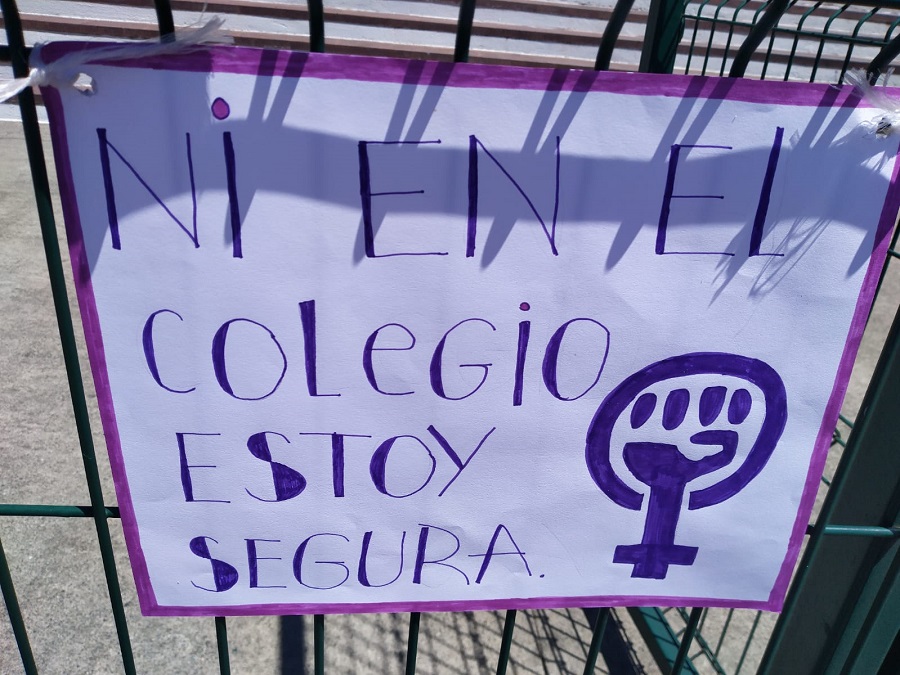 Ni EN El
COLeGiO
ESTOY
SEGURA.